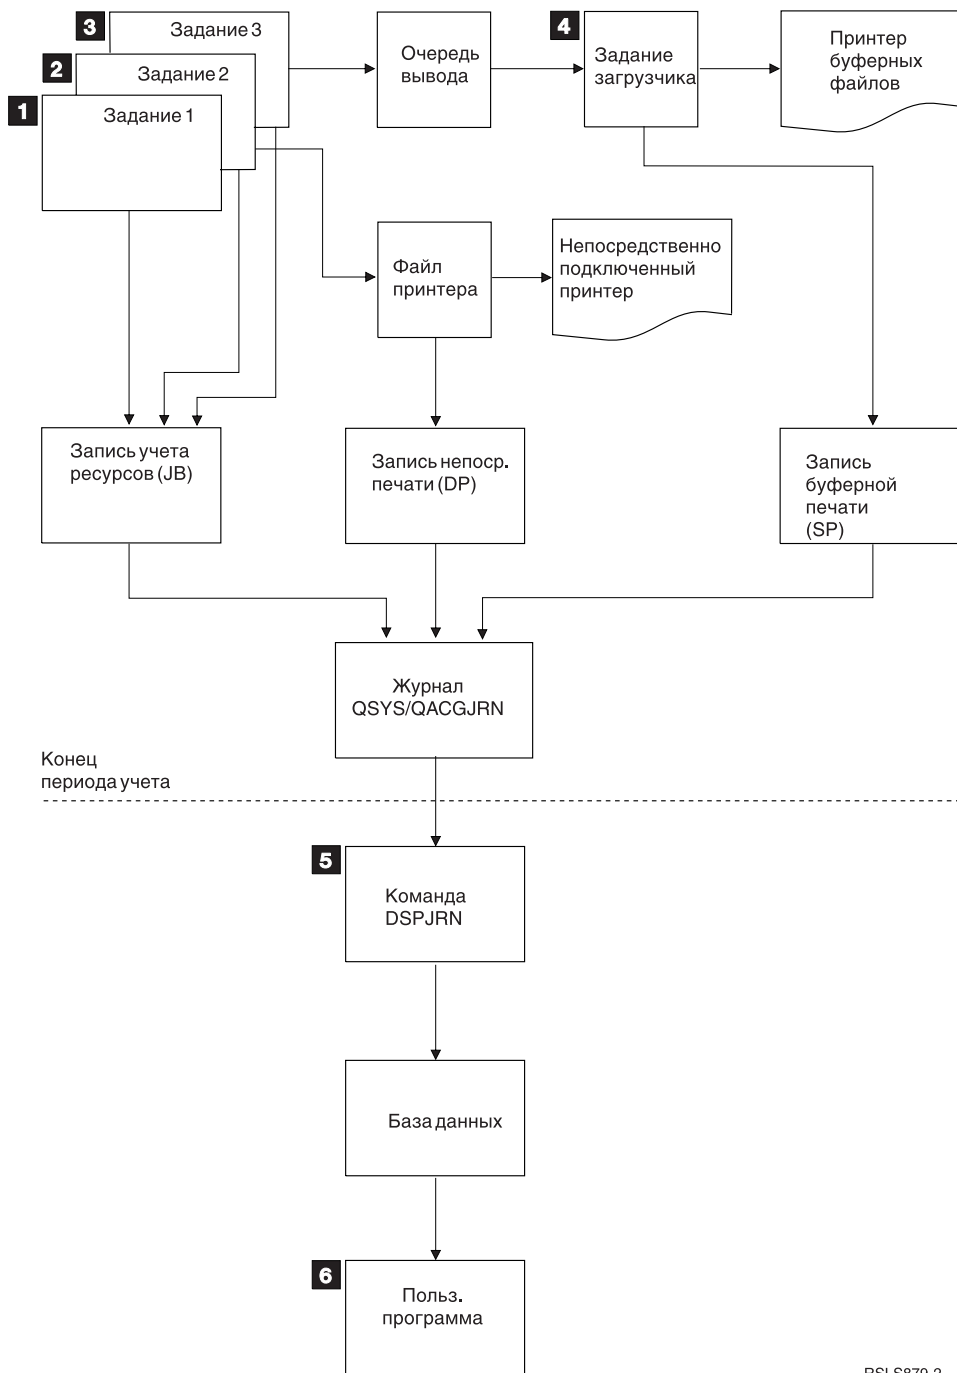 3
Задание 3
2
Задание 2
1
Задание 1
Очередь
вывода
4
Задание
загрузчика
Принтер
буферных
файлов
Файл
принтера
Непосредственно
подключенный
принтер
Запись учета
ресурсов (JB)
Запись непоср.
печати (DP)
Запись
буферной
печати
(SP)
Журнал
QSYS/QACGJRN
Конец
периода учета
5
Команда
DSPJRN
База данных
6
Польз.
программа
RSLS879-2